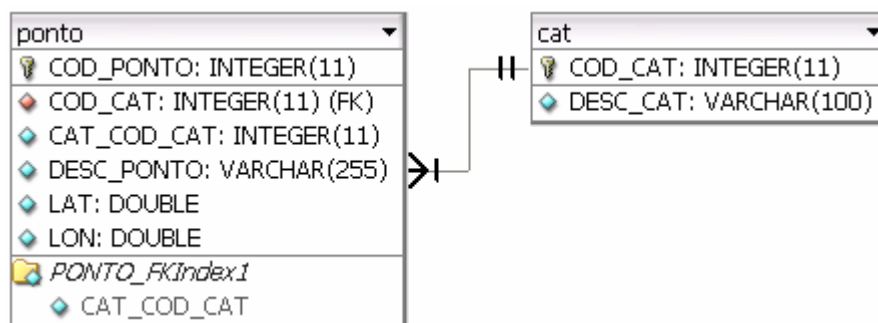 ponto
COD_PONTO: INTEGER(11)
COD_CAT: INTEGER(11) (FK)
CAT_COD_CAT: INTEGER(11)
DESC_PONTO: VARCHAR(255)
LAT: DOUBLE
LON: DOUBLE
PONTO_FKIndex1
CAT_COD_CAT
cat
COD_CAT: INTEGER(11)
DESC_CAT: VARCHAR(100)